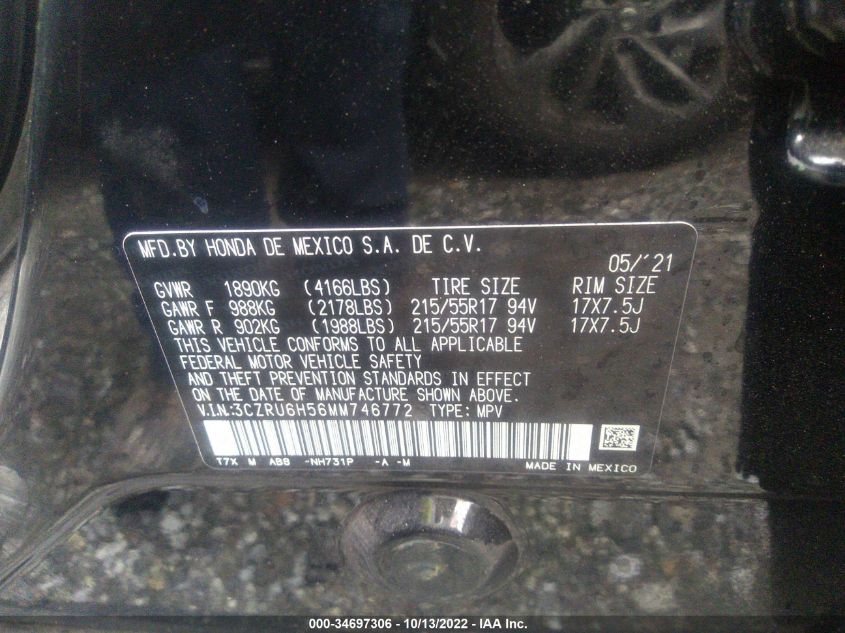 MFD.BY HONDA DE MEXICO S.A. DE C.V.
05/'21
GVWR 1890KG (4166LBS) TIRE SIZE RIM SIZE
GAWR F 988KG (2178LBS) 215/55R17 94V 17X7.5J
GAWR R 902KG (1988LBS) 215/55R17 94V 17X7.5J
THIS VEHICLE CONFORMS TO ALL APPLICABLE
FEDERAL MOTOR VEHICLE SAFETY
AND THEFT PREVENTION STANDARDS IN EFFECT
ON THE DATE OF MANUFACTURE SHOWN ABOVE.
V.I.N:3CZRU6H56MM746772 TYPE: MPV
T7X M AB8 -NH731P -A -M MADE IN MEXICO
000-34697306 - 10/13/2022 - IAA Inc.